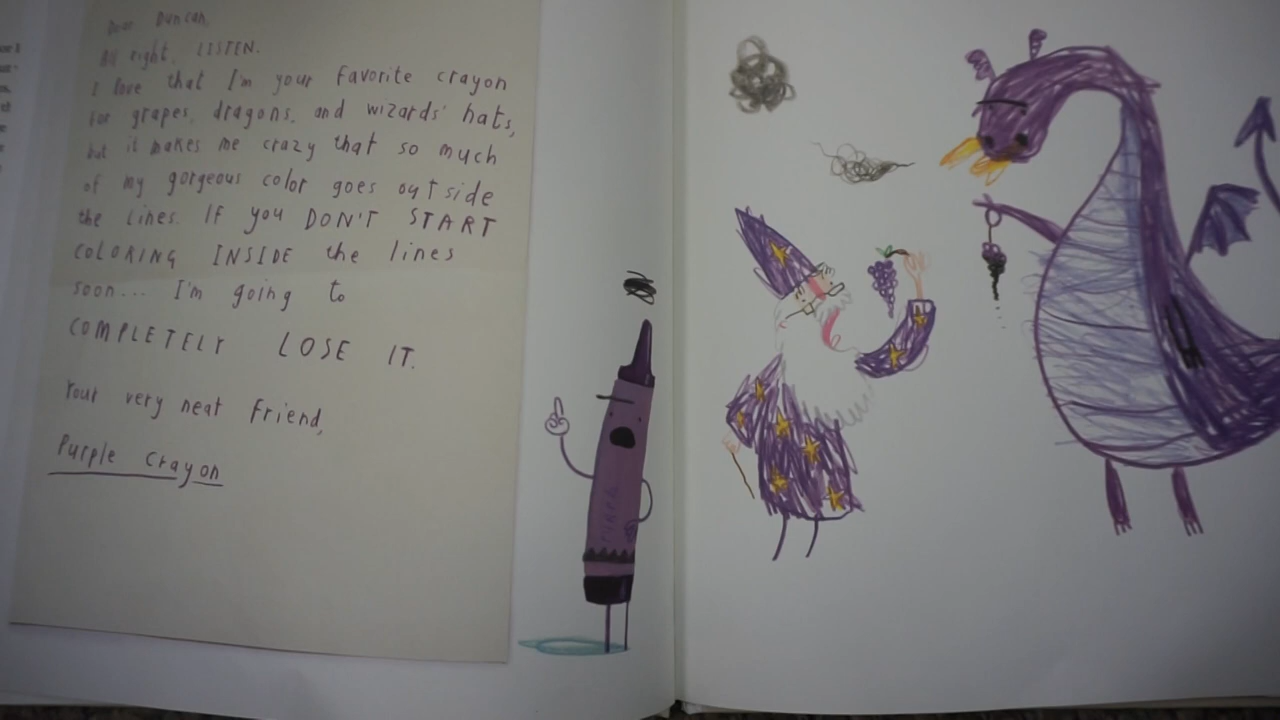 Dear Duncan,
All right, LISTEN.
I love that I'm your favorite crayon
for grapes, dragons, and wizards' hats,
but it makes me crazy that so much
of my gorgeous color goes outside
the lines. If you DON'T START
COLORING INSIDE the lines
soon... I'm going to
COMPLETELY LOSE IT.
Your very neat friend,
Purple Crayon
PURPLE